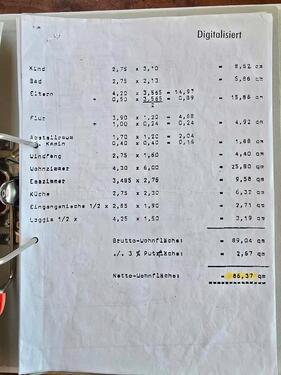 Digitalisiert
Kind 2,75 x 3,10 = 8,52 qm
Bad 2,75 x 2,13 = 5,86 qm
Eltern 4,20 x 3,565 = 14,97
+ 0,50 x 3,565 = 0,89 = 15,86 qm
2
Flur 3,90 x 1,20 = 4,68
+ 1,00 x 0,24 = 0,24 = 4,92 qm
Abstellraum 1,70 x 1,20 = 2,04
- Kamin 0,40 x 0,40 = 0,16 = 1,88 qm
Windfang 2,75 x 1,60 = 4,40 qm
Wohnzimmer 4,30 x 6,00 = 25,80 qm
Esszimmer 3,485 x 2,75 = 9,58 qm
Küche 2,75 x 2,30 = 6,32 qm
Eingangsnische 1/2 x 2,85 x 1,90 = 2,71 qm
Loggia 1/2 x 4,25 x 1,50 = 3,19 qm
Brutto-Wohnfläche: = 89,04 qm
./. 3 % Putzfläche: = 2,67 qm
Netto-Wohnfläche: = 86,37 qm